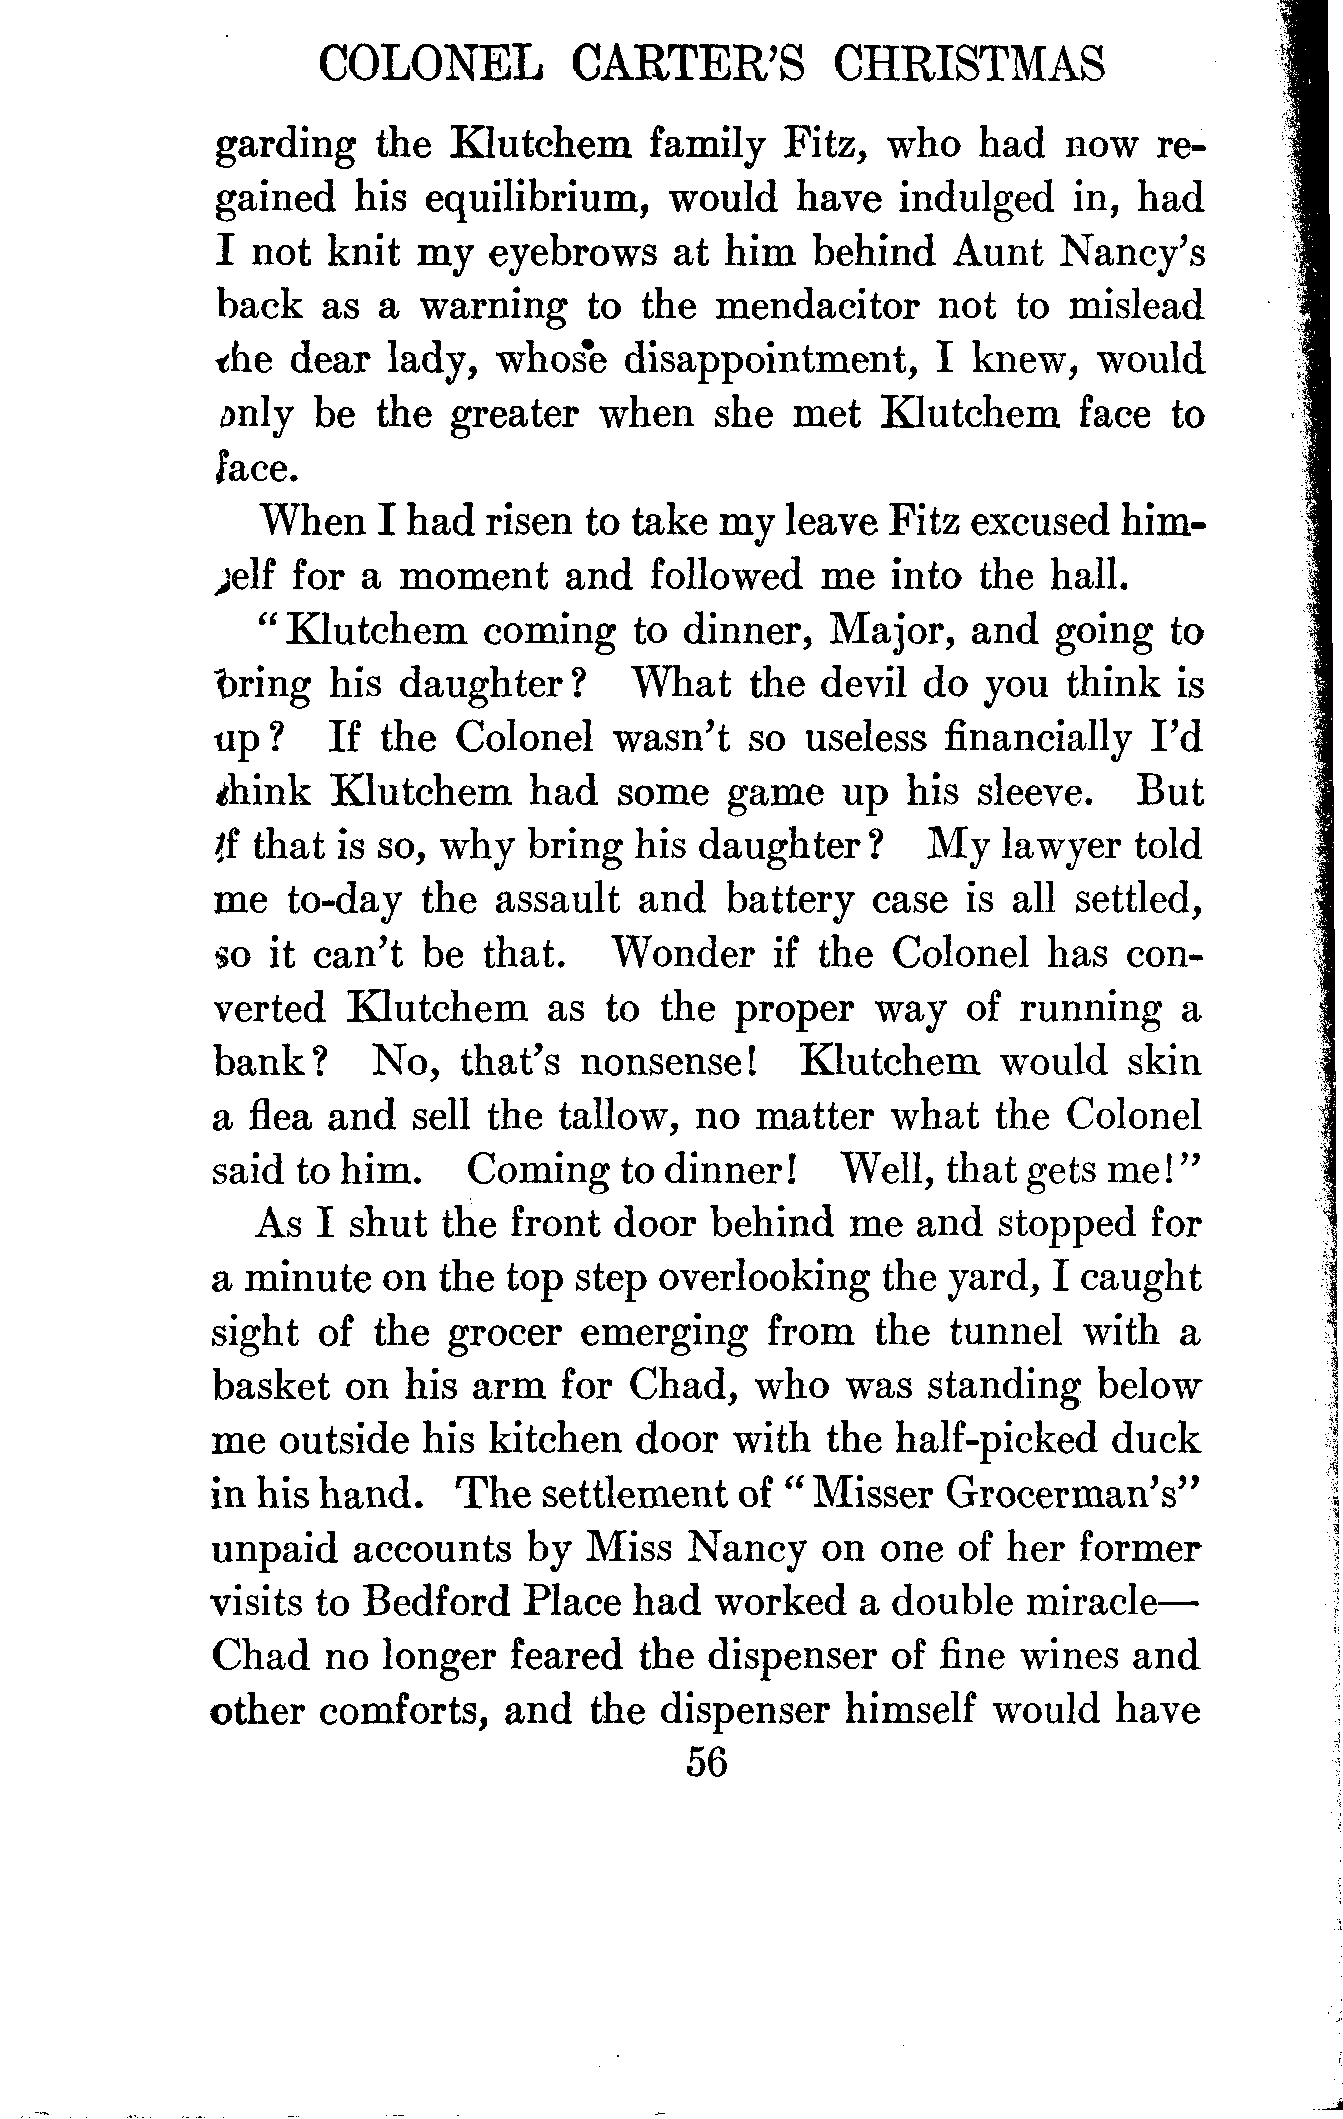 COLONEL CARTER'S CHRISTMAS
garding the Klutchem family Fitz, who had now re-
gained his equilibrium, would have indulged in, had
I not knit my eyebrows at him behind Aunt Nancy's
back as a warning to the mendacitor not to mislead
the dear lady, whose disappointment, I knew, would
only be the greater when she met Klutchem face to
face.
When I had risen to take my leave Fitz excused him-
self for a moment and followed me into the hall.
"Klutchem coming to dinner, Major, and going to
bring his daughter? What the devil do you think is
up? If the Colonel wasn't so useless financially I'd
think Klutchem had some game up his sleeve. But
if that is so, why bring his daughter? My lawyer told
me to-day the assault and battery case is all settled,
so it can't be that. Wonder if the Colonel has con-
verted Klutchem as to the proper way of running a
bank? No, that's nonsense! Klutchem would skin
a flea and sell the tallow, no matter what the Colonel
said to him. Coming to dinner! Well, that gets me!"
As I shut the front door behind me and stopped for
a minute on the top step overlooking the yard, I caught
sight of the grocer emerging from the tunnel with a
basket on his arm for Chad, who was standing below
me outside his kitchen door with the half-picked duck
in his hand. The settlement of "Misser Grocerman's"
unpaid accounts by Miss Nancy on one of her former
visits to Bedford Place had worked a double miracle—
Chad no longer feared the dispenser of fine wines and
other comforts, and the dispenser himself would have
56